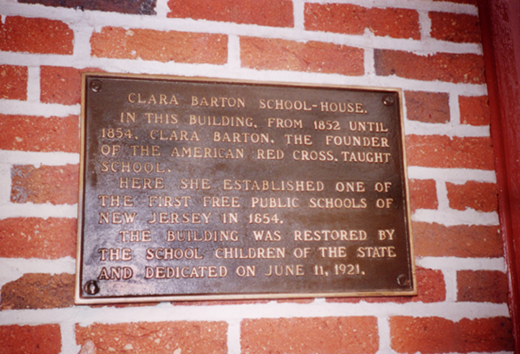 CLARA BARTON SCHOOL-HOUSE.
IN THIS BUILDING, FROM 1852 UNTIL
1854, CLARA BARTON, THE FOUNDER
OF THE AMERICAN RED CROSS, TAUGHT
SCHOOL.
HERE SHE ESTABLISHED ONE OF
THE FIRST FREE PUBLIC SCHOOLS OF
NEW JERSEY IN 1854.
THE BUILDING WAS RESTORED BY
THE SCHOOL CHILDREN OF THE STATE
AND DEDICATED ON JUNE 11, 1921.